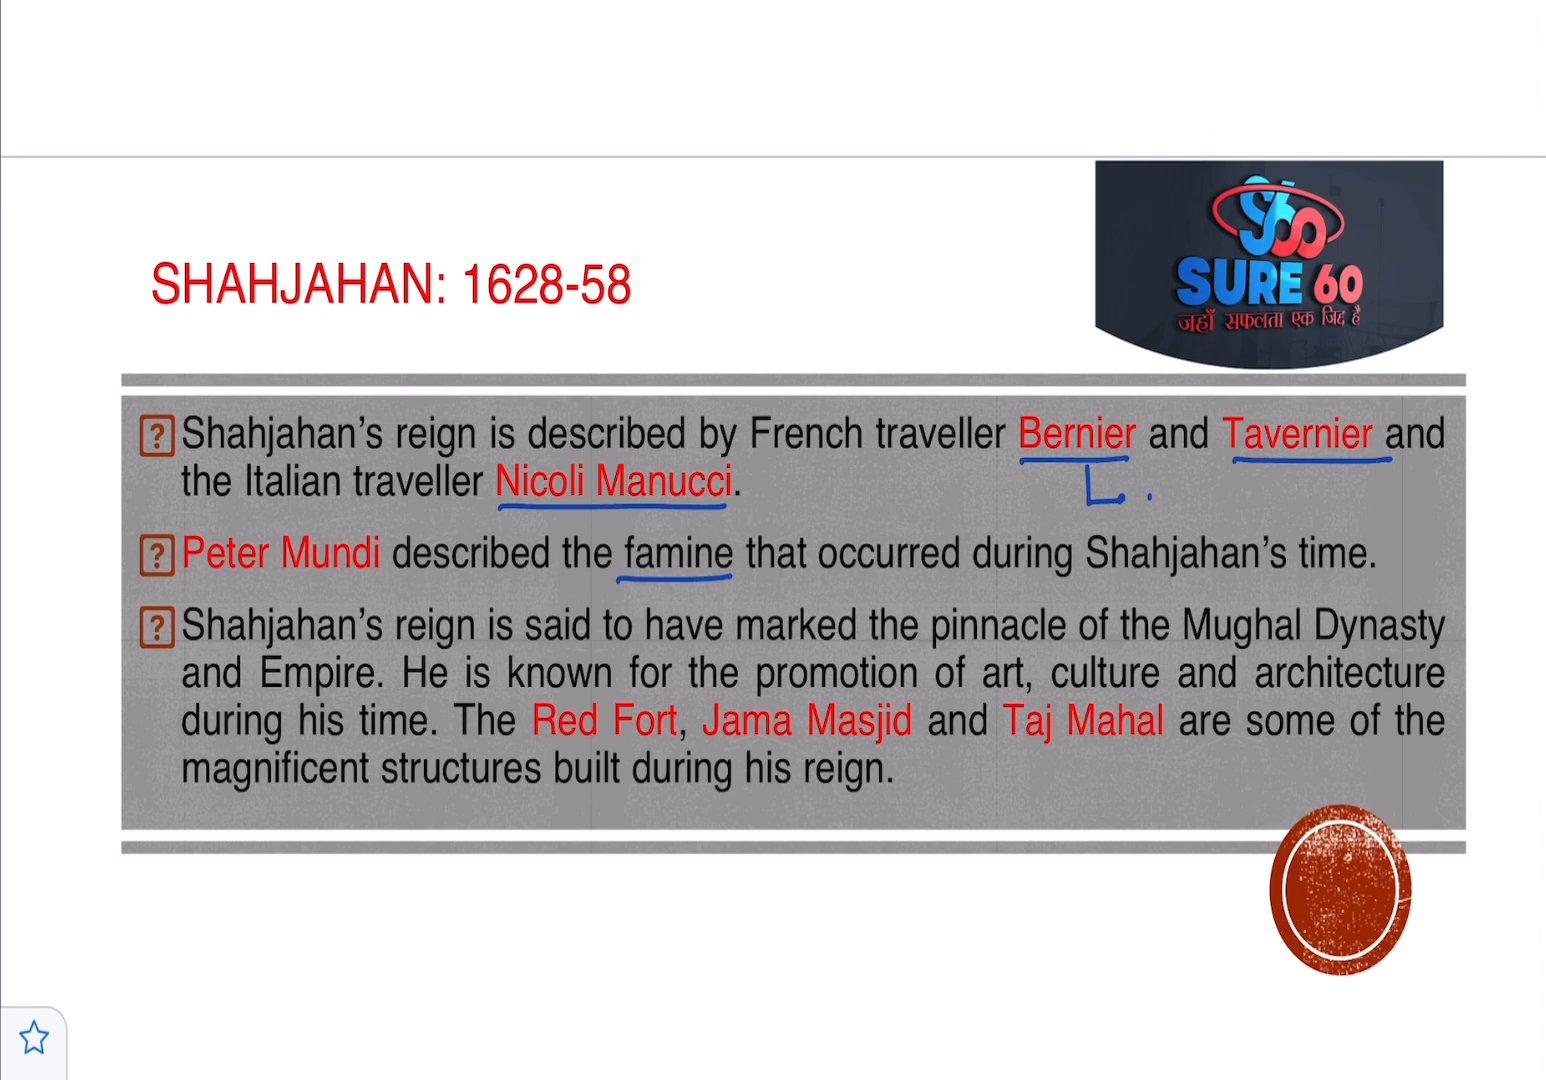 SURE 60
जहाँ सफलता एक जिद्द है
SHAHJAHAN: 1628-58
Shahjahan’s reign is described by French traveller Bernier and Tavernier and
the Italian traveller Nicoli Manucci.
Peter Mundi described the famine that occurred during Shahjahan’s time.
Shahjahan’s reign is said to have marked the pinnacle of the Mughal Dynasty
and Empire. He is known for the promotion of art, culture and architecture
during his time. The Red Fort, Jama Masjid and Taj Mahal are some of the
magnificent structures built during his reign.